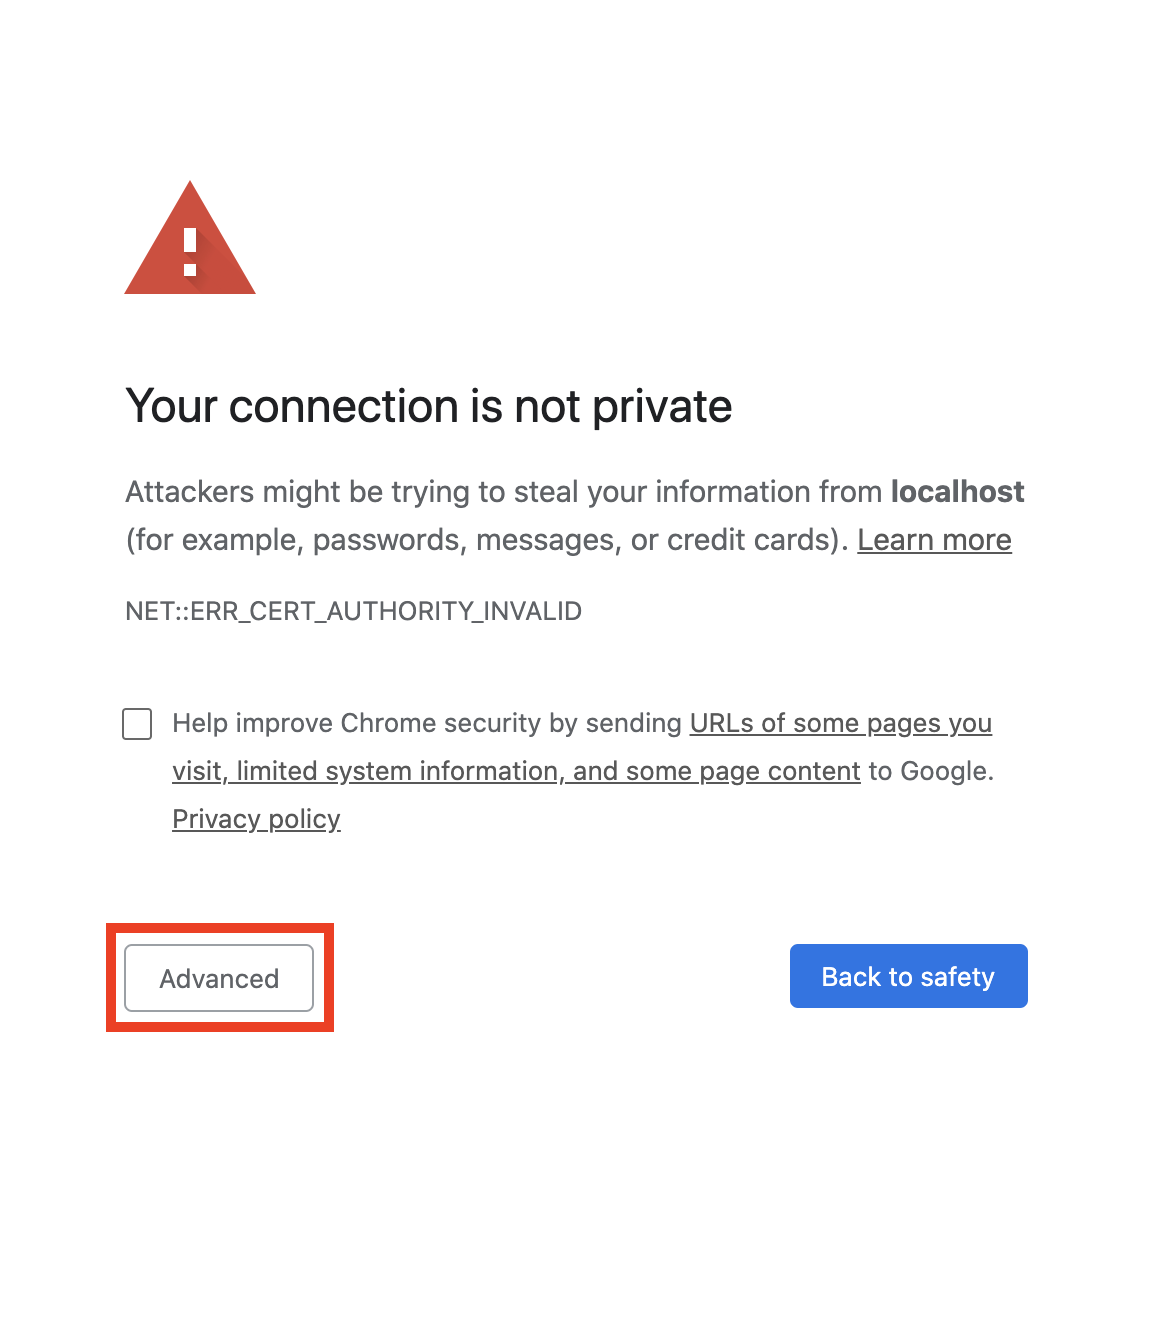 Your connection is not private
Attackers might be trying to steal your information from localhost
(for example, passwords, messages, or credit cards). Learn more
NET::ERR_CERT_AUTHORITY_INVALID
Help improve Chrome security by sending URLs of some pages you
visit, limited system information, and some page content to Google.
Privacy policy
Advanced
Back to safety